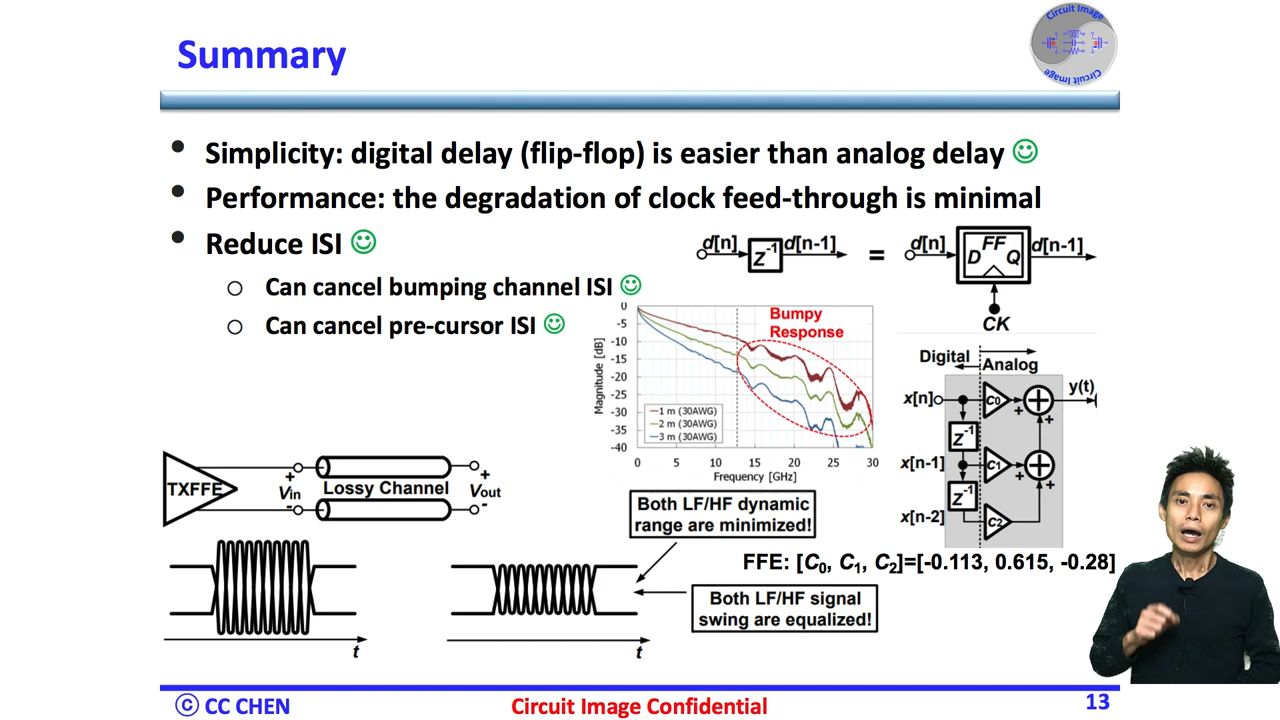 Summary
Circuit Image
Circuit Image
• Simplicity: digital delay (flip-flop) is easier than analog delay
• Performance: the degradation of clock feed-through is minimal
• Reduce ISI
o Can cancel bumping channel ISI
o Can cancel pre-cursor ISI
d[n]
z-1
d[n-1]
=
d[n]
D FF Q
d[n-1]
CK
Bumpy
Response
Magnitude [dB]
0
-5
-10
-15
-20
-25
-30
-35
-40
1 m (30AWG)
2 m (30AWG)
3 m (30AWG)
0 5 10 15 20 25 30
Frequency [GHz]
Digital
Analog
x[n]
C0
+
+
+
y(t)
z-1
x[n-1]
C1
+
+
+
z-1
x[n-2]
C2
TXFFE
+
Vin
-
Lossy Channel
+
Vout
-
Both LF/HF dynamic
range are minimized!
FFE: [C0, C1, C2]=[-0.113, 0.615, -0.28]
Both LF/HF signal
swing are equalized!
t
t
© CC CHEN
Circuit Image Confidential
13